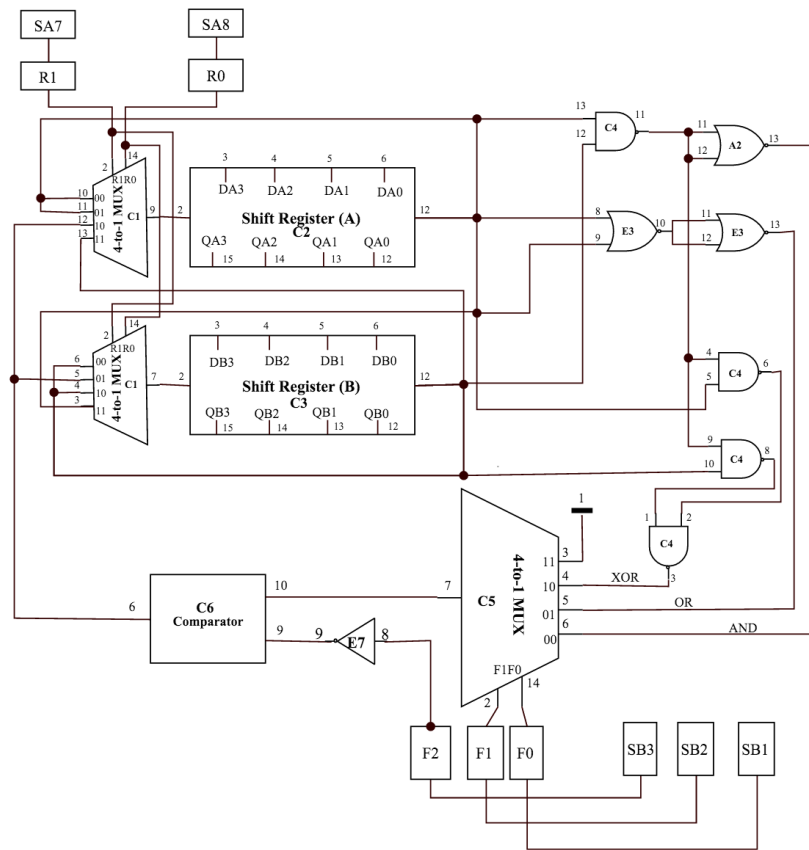 SA7
SA8
R1
R0
13
11
12
C4
11
12
A2
13
2
14
R1R0
10
00
11
01
12
10
13
11
4-to-1 MUX
C1
9
2
3
DA3
4
DA2
5
DA1
6
DA0
Shift Register (A)
C2
12
QA3
15
QA2
14
QA1
13
QA0
12
8
9
E3
10
11
12
E3
13
2
14
R1R0
6
00
5
01
4
10
3
11
4-to-1 MUX
C1
7
2
3
DB3
4
DB2
5
DB1
6
DB0
Shift Register (B)
C3
12
QB3
15
QB2
14
QB1
13
QB0
12
4
5
C4
6
9
10
C4
8
1
2
C4
3
1
3
11
4
10
XOR
5
01
OR
6
00
AND
4-to-1 MUX
C5
7
F1F0
2
14
C6
Comparator
10
9
6
9
E7
8
F2
F1
F0
SB3
SB2
SB1